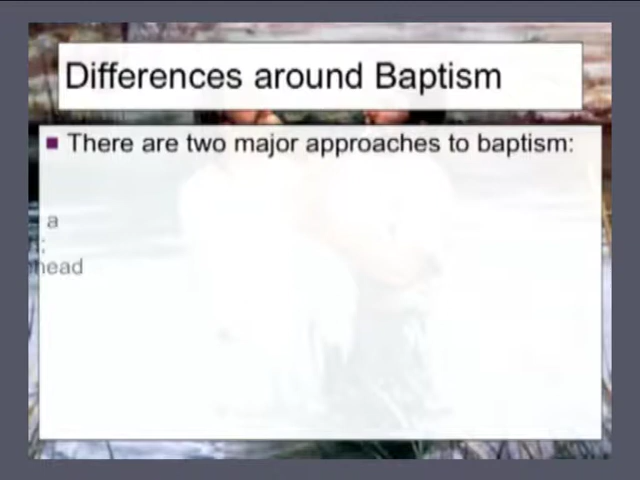 Differences around Baptism
There are two major approaches to baptism:
a
:
head